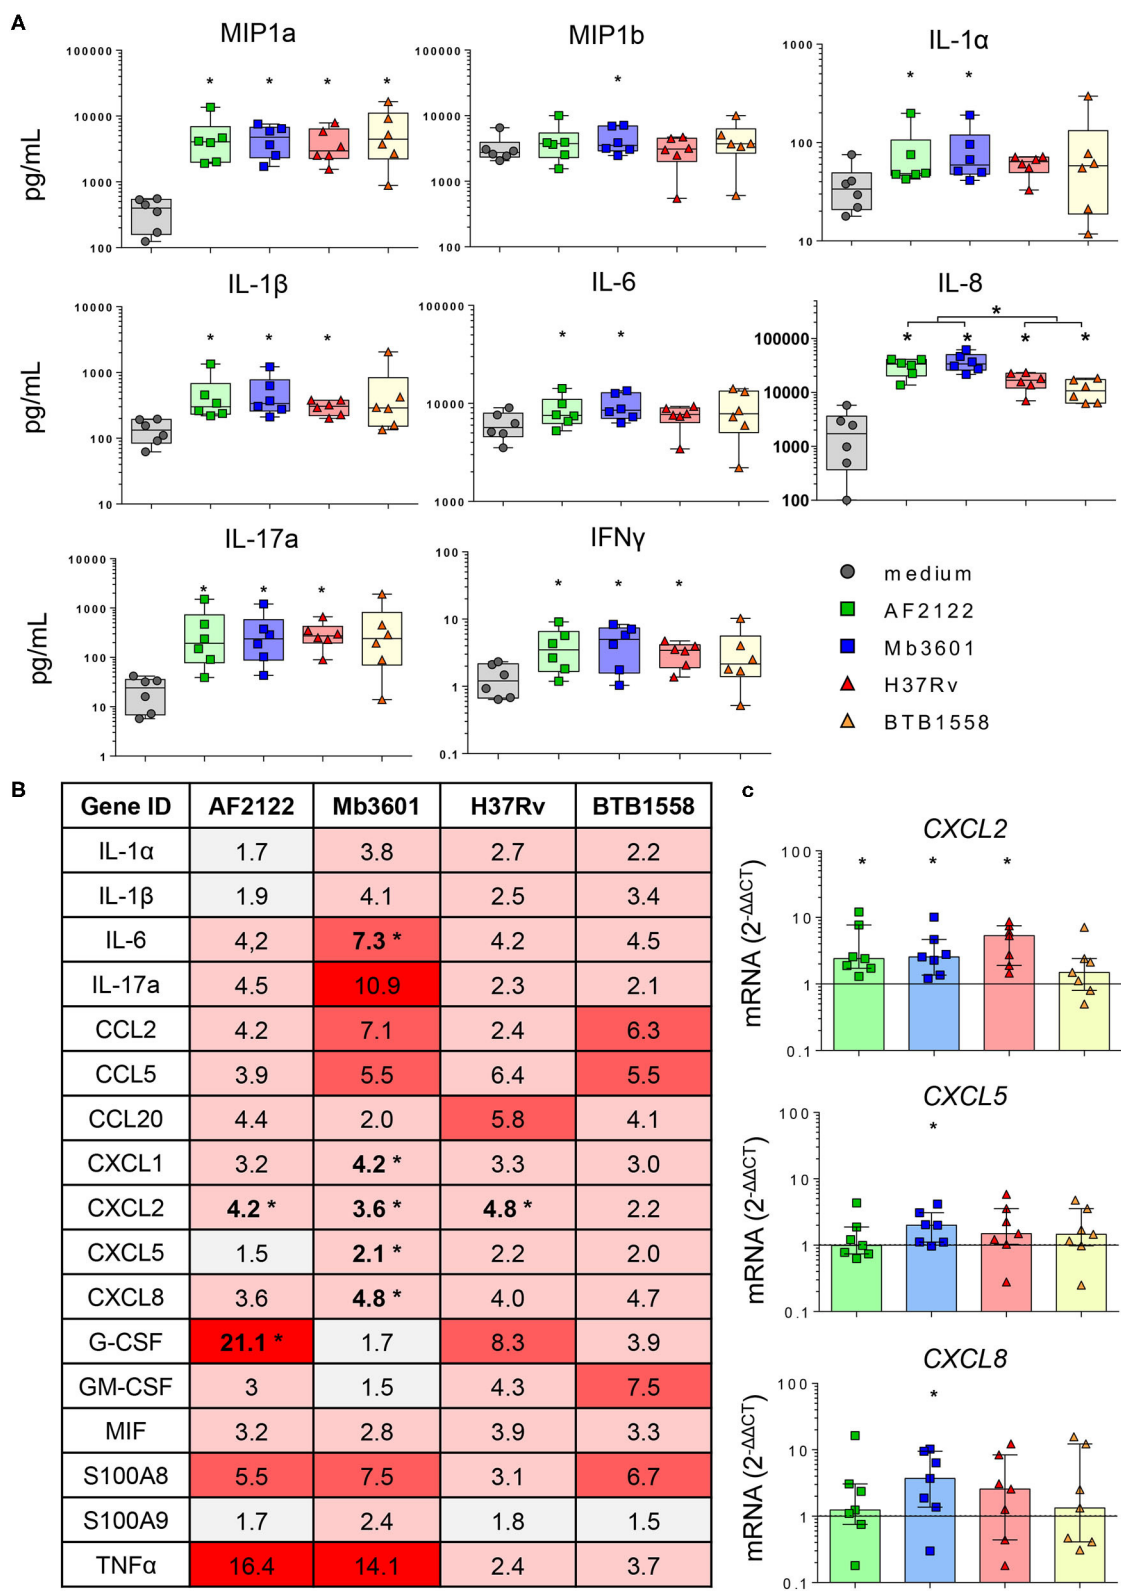 A
MIP1a
MIP1b
IL-1α
pg/mL
100000
10000
1000
100
100000
10000
1000
100
1000
100
10
* * * *
*
* *
IL-1β
IL-6
IL-8
pg/mL
10000
1000
100
10
100000
10000
1000
100000
10000
1000
100
* * *
* *
*
* * * *
IL-17a
IFNγ
pg/mL
10000
1000
100
10
1
100
10
1
0.1
* * *
* * *
medium
AF2122
Mb3601
H37Rv
BTB1558
B
Gene ID AF2122 Mb3601 H37Rv BTB1558
IL-1α 1.7 3.8 2.7 2.2
IL-1β 1.9 4.1 2.5 3.4
IL-6 4,2 7.3 * 4.2 4.5
IL-17a 4.5 10.9 2.3 2.1
CCL2 4.2 7.1 2.4 6.3
CCL5 3.9 5.5 6.4 5.5
CCL20 4.4 2.0 5.8 4.1
CXCL1 3.2 4.2 * 3.3 3.0
CXCL2 4.2 * 3.6 * 4.8 * 2.2
CXCL5 1.5 2.1 * 2.2 2.0
CXCL8 3.6 4.8 * 4.0 4.7
G-CSF 21.1 * 1.7 8.3 3.9
GM-CSF 3 1.5 4.3 7.5
MIF 3.2 2.8 3.9 3.3
S100A8 5.5 7.5 3.1 6.7
S100A9 1.7 2.4 1.8 1.5
TNFα 16.4 14.1 2.4 3.7
c
CXCL2
mRNA (2-ΔΔCT)
100
10
1
0.1
* * *
CXCL5
mRNA (2-ΔΔCT)
100
10
1
0.1
*
CXCL8
mRNA (2-ΔΔCT)
100
10
1
0.1
*